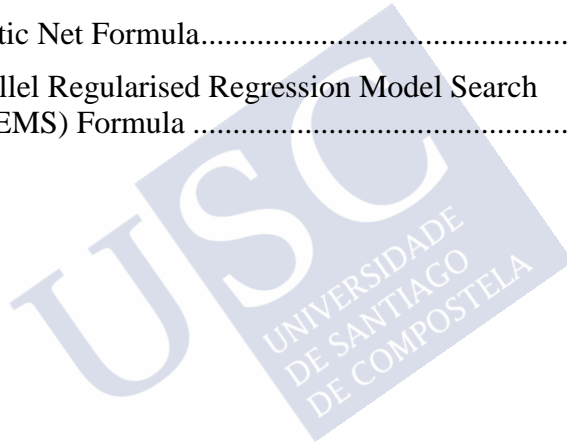 tic Net Formula.....................................................
llel Regularised Regression Model Search
EMS) Formula ......................................................
USC
UNIVERSIDADE
DE SANTIAGO
DE COMPOSTELA